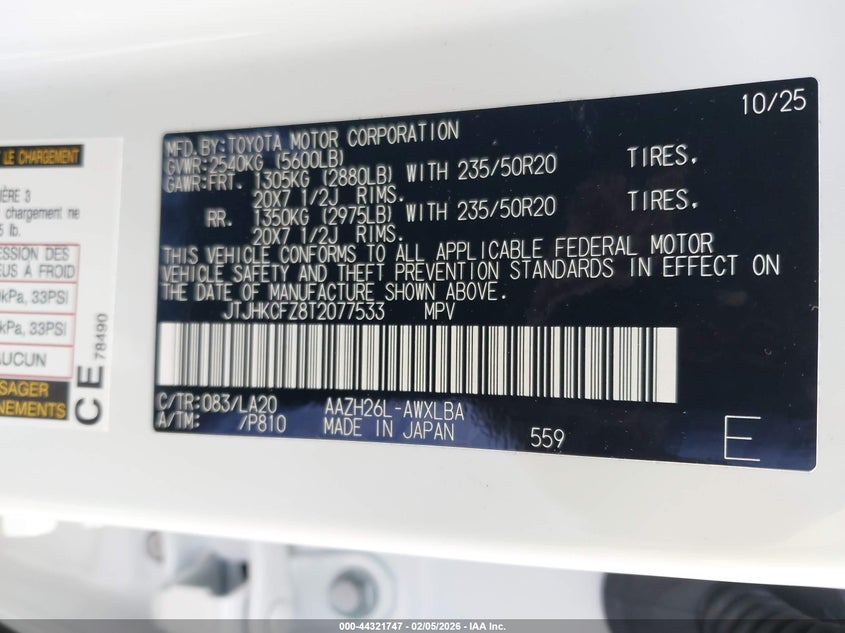 LE CHARGEMENT
IÈRE 3
chargement ne
5 lb.
ESSION DES
EUS À FROID
kPa, 33PSI
kPa, 33PSI
AUCUN
SAGER
NEMENTS
CE
78490
10/25
MFD.BY:TOYOTA MOTOR CORPORATION
GVWR:2540KG (5600LB)
GAWR:FRT. 1305KG (2880LB) WITH 235/50R20 TIRES,
20X7 1/2J RIMS.
RR. 1350KG (2975LB) WITH 235/50R20 TIRES,
20X7 1/2J RIMS.
THIS VEHICLE CONFORMS TO ALL APPLICABLE FEDERAL MOTOR
VEHICLE SAFETY AND THEFT PREVENTION STANDARDS IN EFFECT ON
THE DATE OF MANUFACTURE SHOWN ABOVE.
JTJHKCFZ8T2077533 MPV
C/TR:083/LA20 AAZH26L-AWXLBA
A/TM: /P810 MADE IN JAPAN 559
E
000-44321747 - 02/05/2026 - IAA Inc.